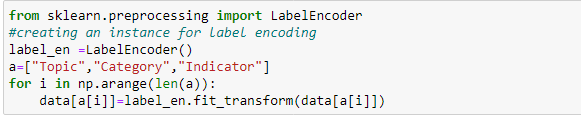 from sklearn.preprocessing import LabelEncoder
#creating an instance for label encoding
label_en =LabelEncoder()
a=["Topic","Category","Indicator"]
for i in np.arange(len(a)):
    data[a[i]]=label_en.fit_transform(data[a[i]])